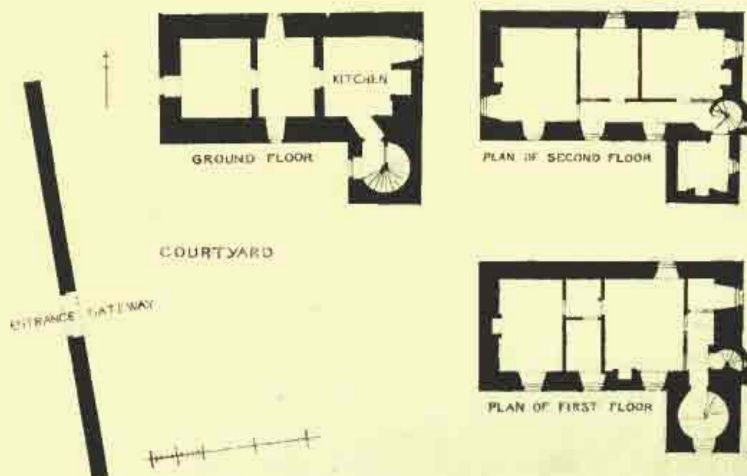 KITCHEN
GROUND FLOOR
PLAN OF SECOND FLOOR
COURTYARD
ENTRANCE GATEWAY
PLAN OF FIRST FLOOR